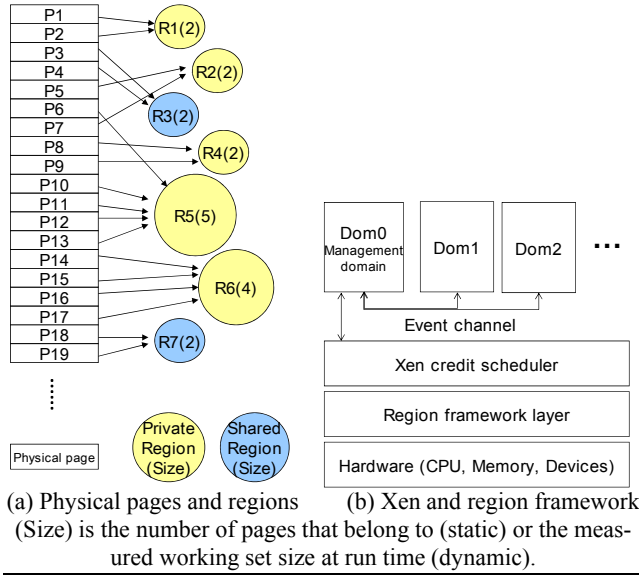 P1
P2
P3
P4
P5
P6
P7
P8
P9
P10
P11
P12
P13
P14
P15
P16
P17
P18
P19
Physical page
R1(2)
R2(2)
R3(2)
R4(2)
R5(5)
R6(4)
R7(2)
Private
Region
(Size)
Shared
Region
(Size)
Dom0
Management
domain
Dom1
Dom2
...
Event channel
Xen credit scheduler
Region framework layer
Hardware (CPU, Memory, Devices)
(a) Physical pages and regions
(b) Xen and region framework
(Size) is the number of pages that belong to (static) or the meas-
ured working set size at run time (dynamic).